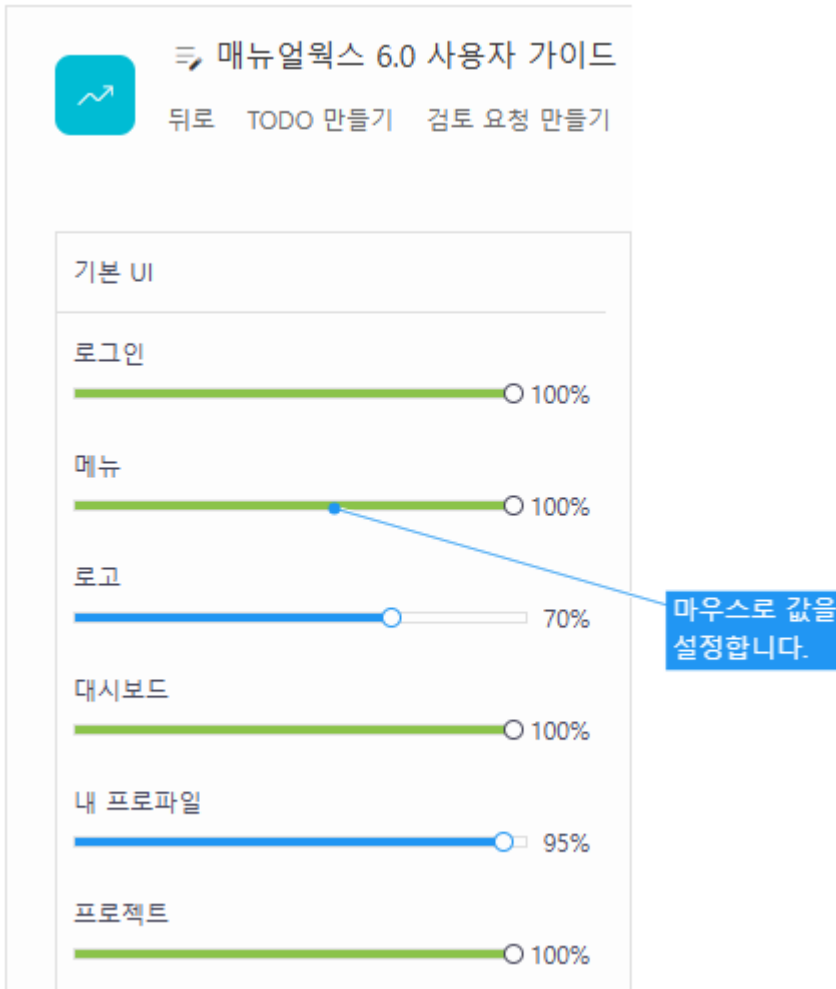 매뉴얼웍스 6.0 사용자 가이드
뒤로 TODO 만들기 검토 요청 만들기
기본 UI
로그인
100%
메뉴
100%
로고
70%
마우스로 값을
설정합니다.
대시보드
100%
내 프로파일
95%
프로젝트
100%